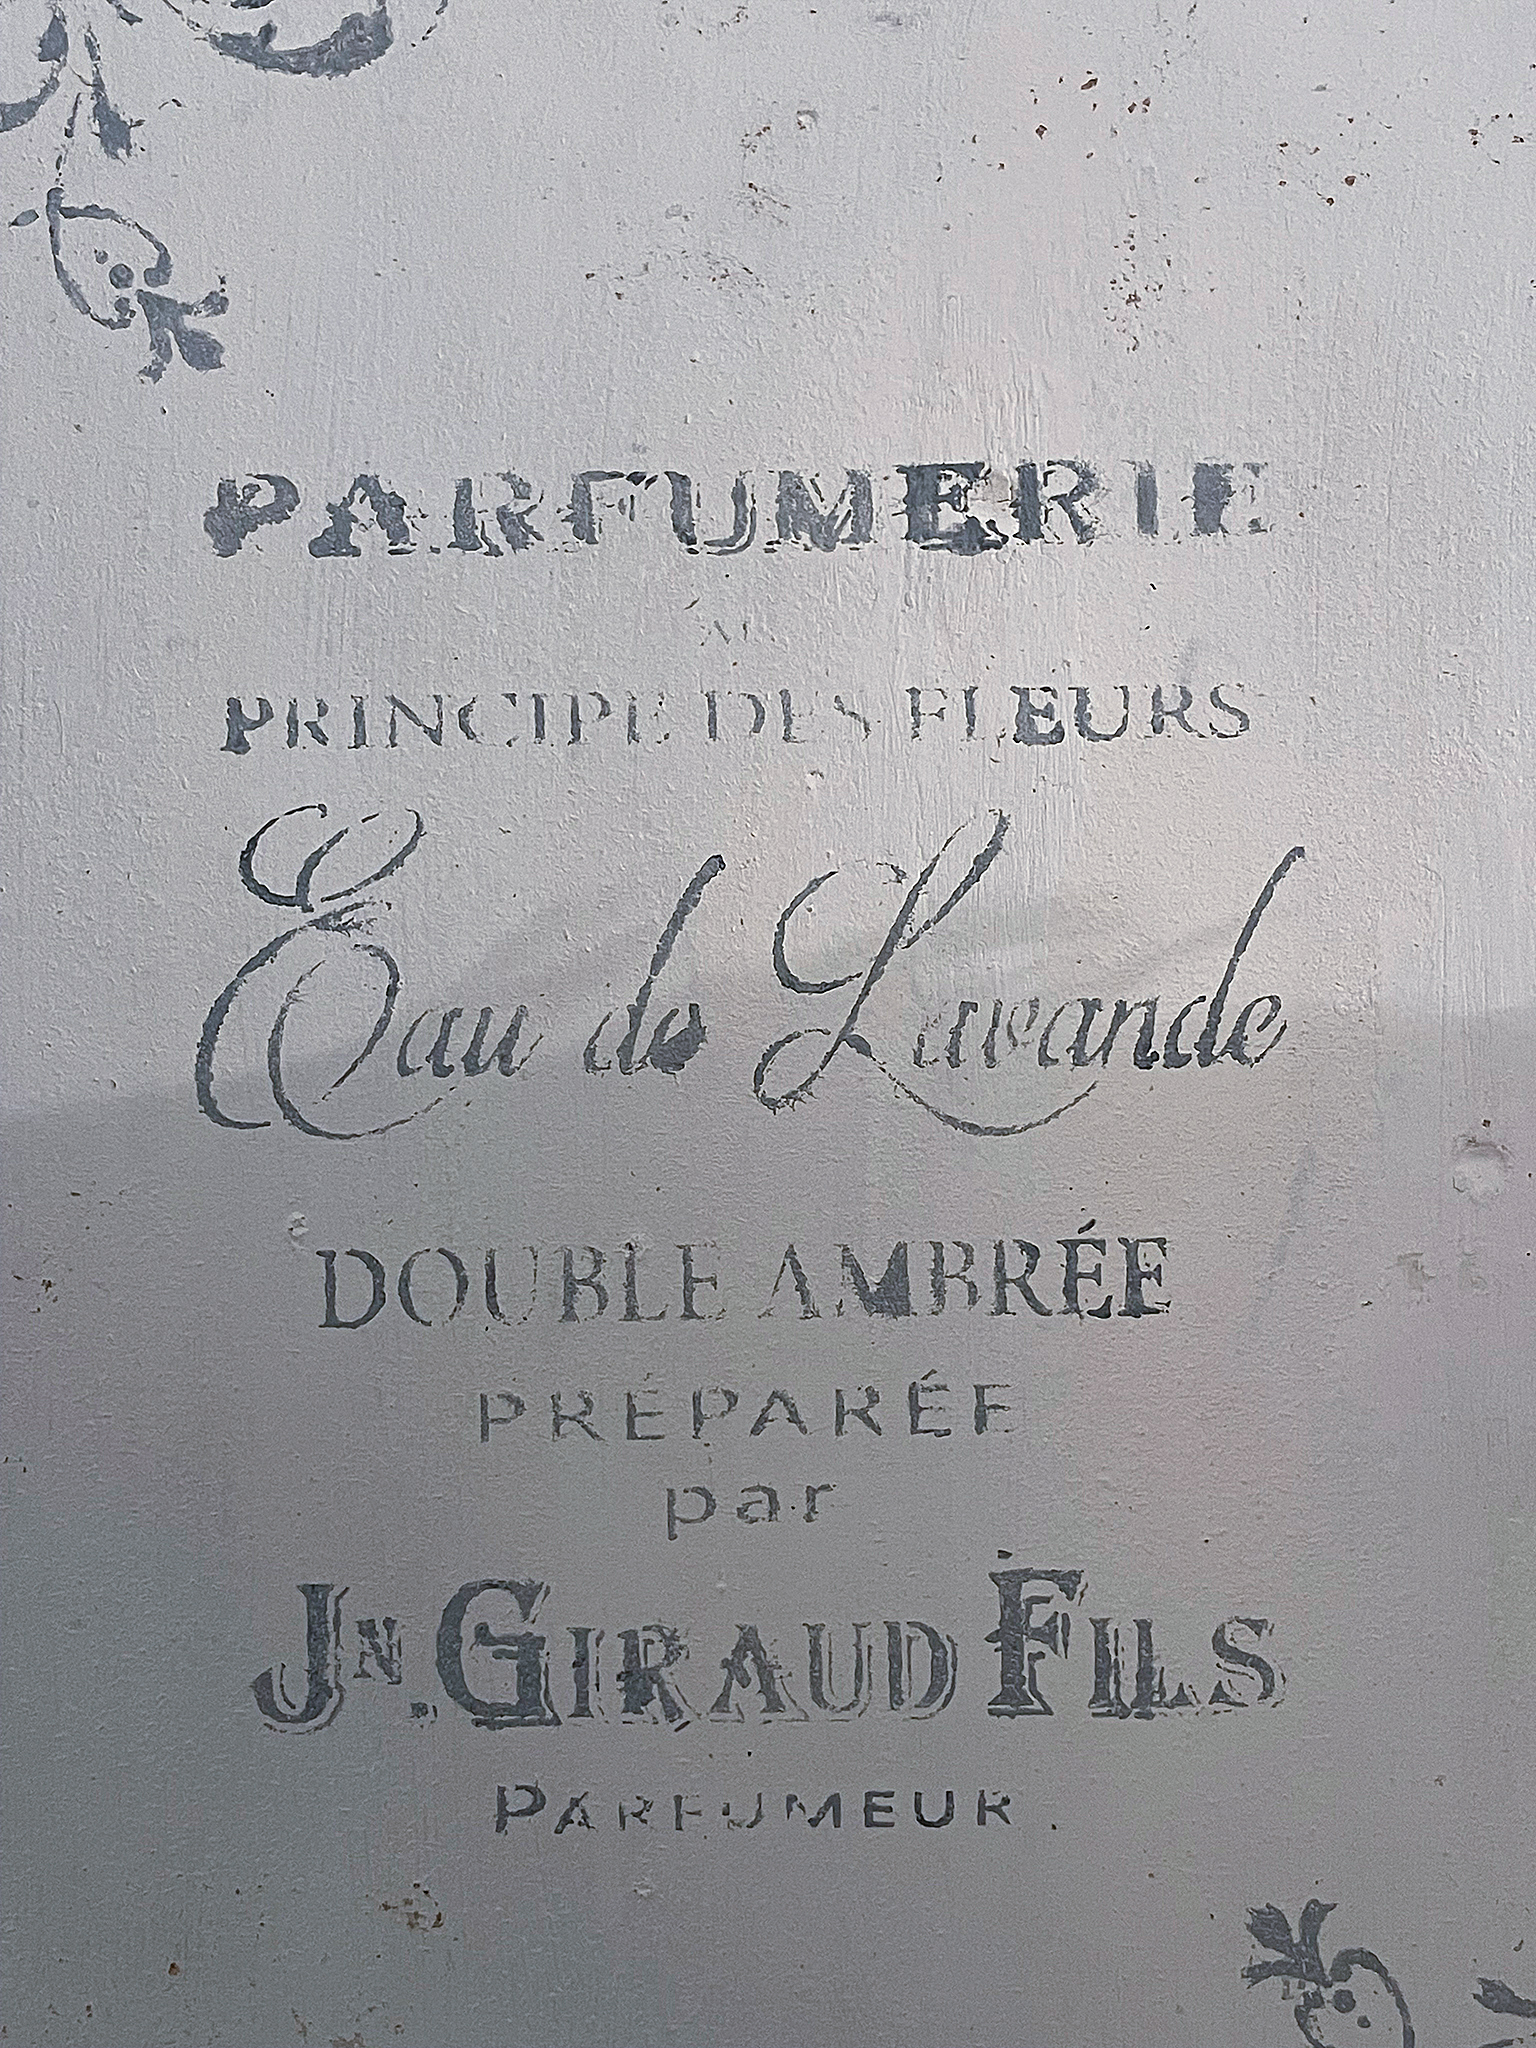 PARFUMERIE
PRINCIPE DES FLEURS
Eau de Lavande
DOUBLE AMBRÉE
PRÉPARÉE
par
JN. GIRAUD FILS
PARFUMEUR